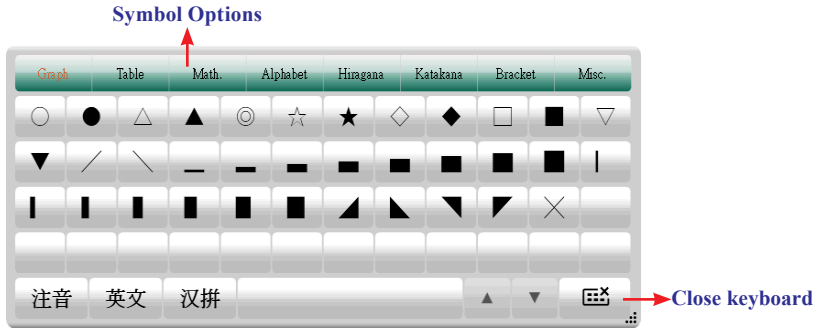 Symbol Options
Graph Table Math. Alphabet Hiragana Katakana Bracket Misc.
○ ● △ ▲ ◎ ☆ ★ ◇ ◆ □ ■ ▽
▼ ╱ ╲ ▁ ▂ ▃ ▄ ▅ ▆ ▇ █ ▏
▎ ▍ ▌ ▋ ▊ ▉ ◢ ◣ ◥ ◤ ╳
注音 英文 汉拼 ▲ ▼
Close keyboard